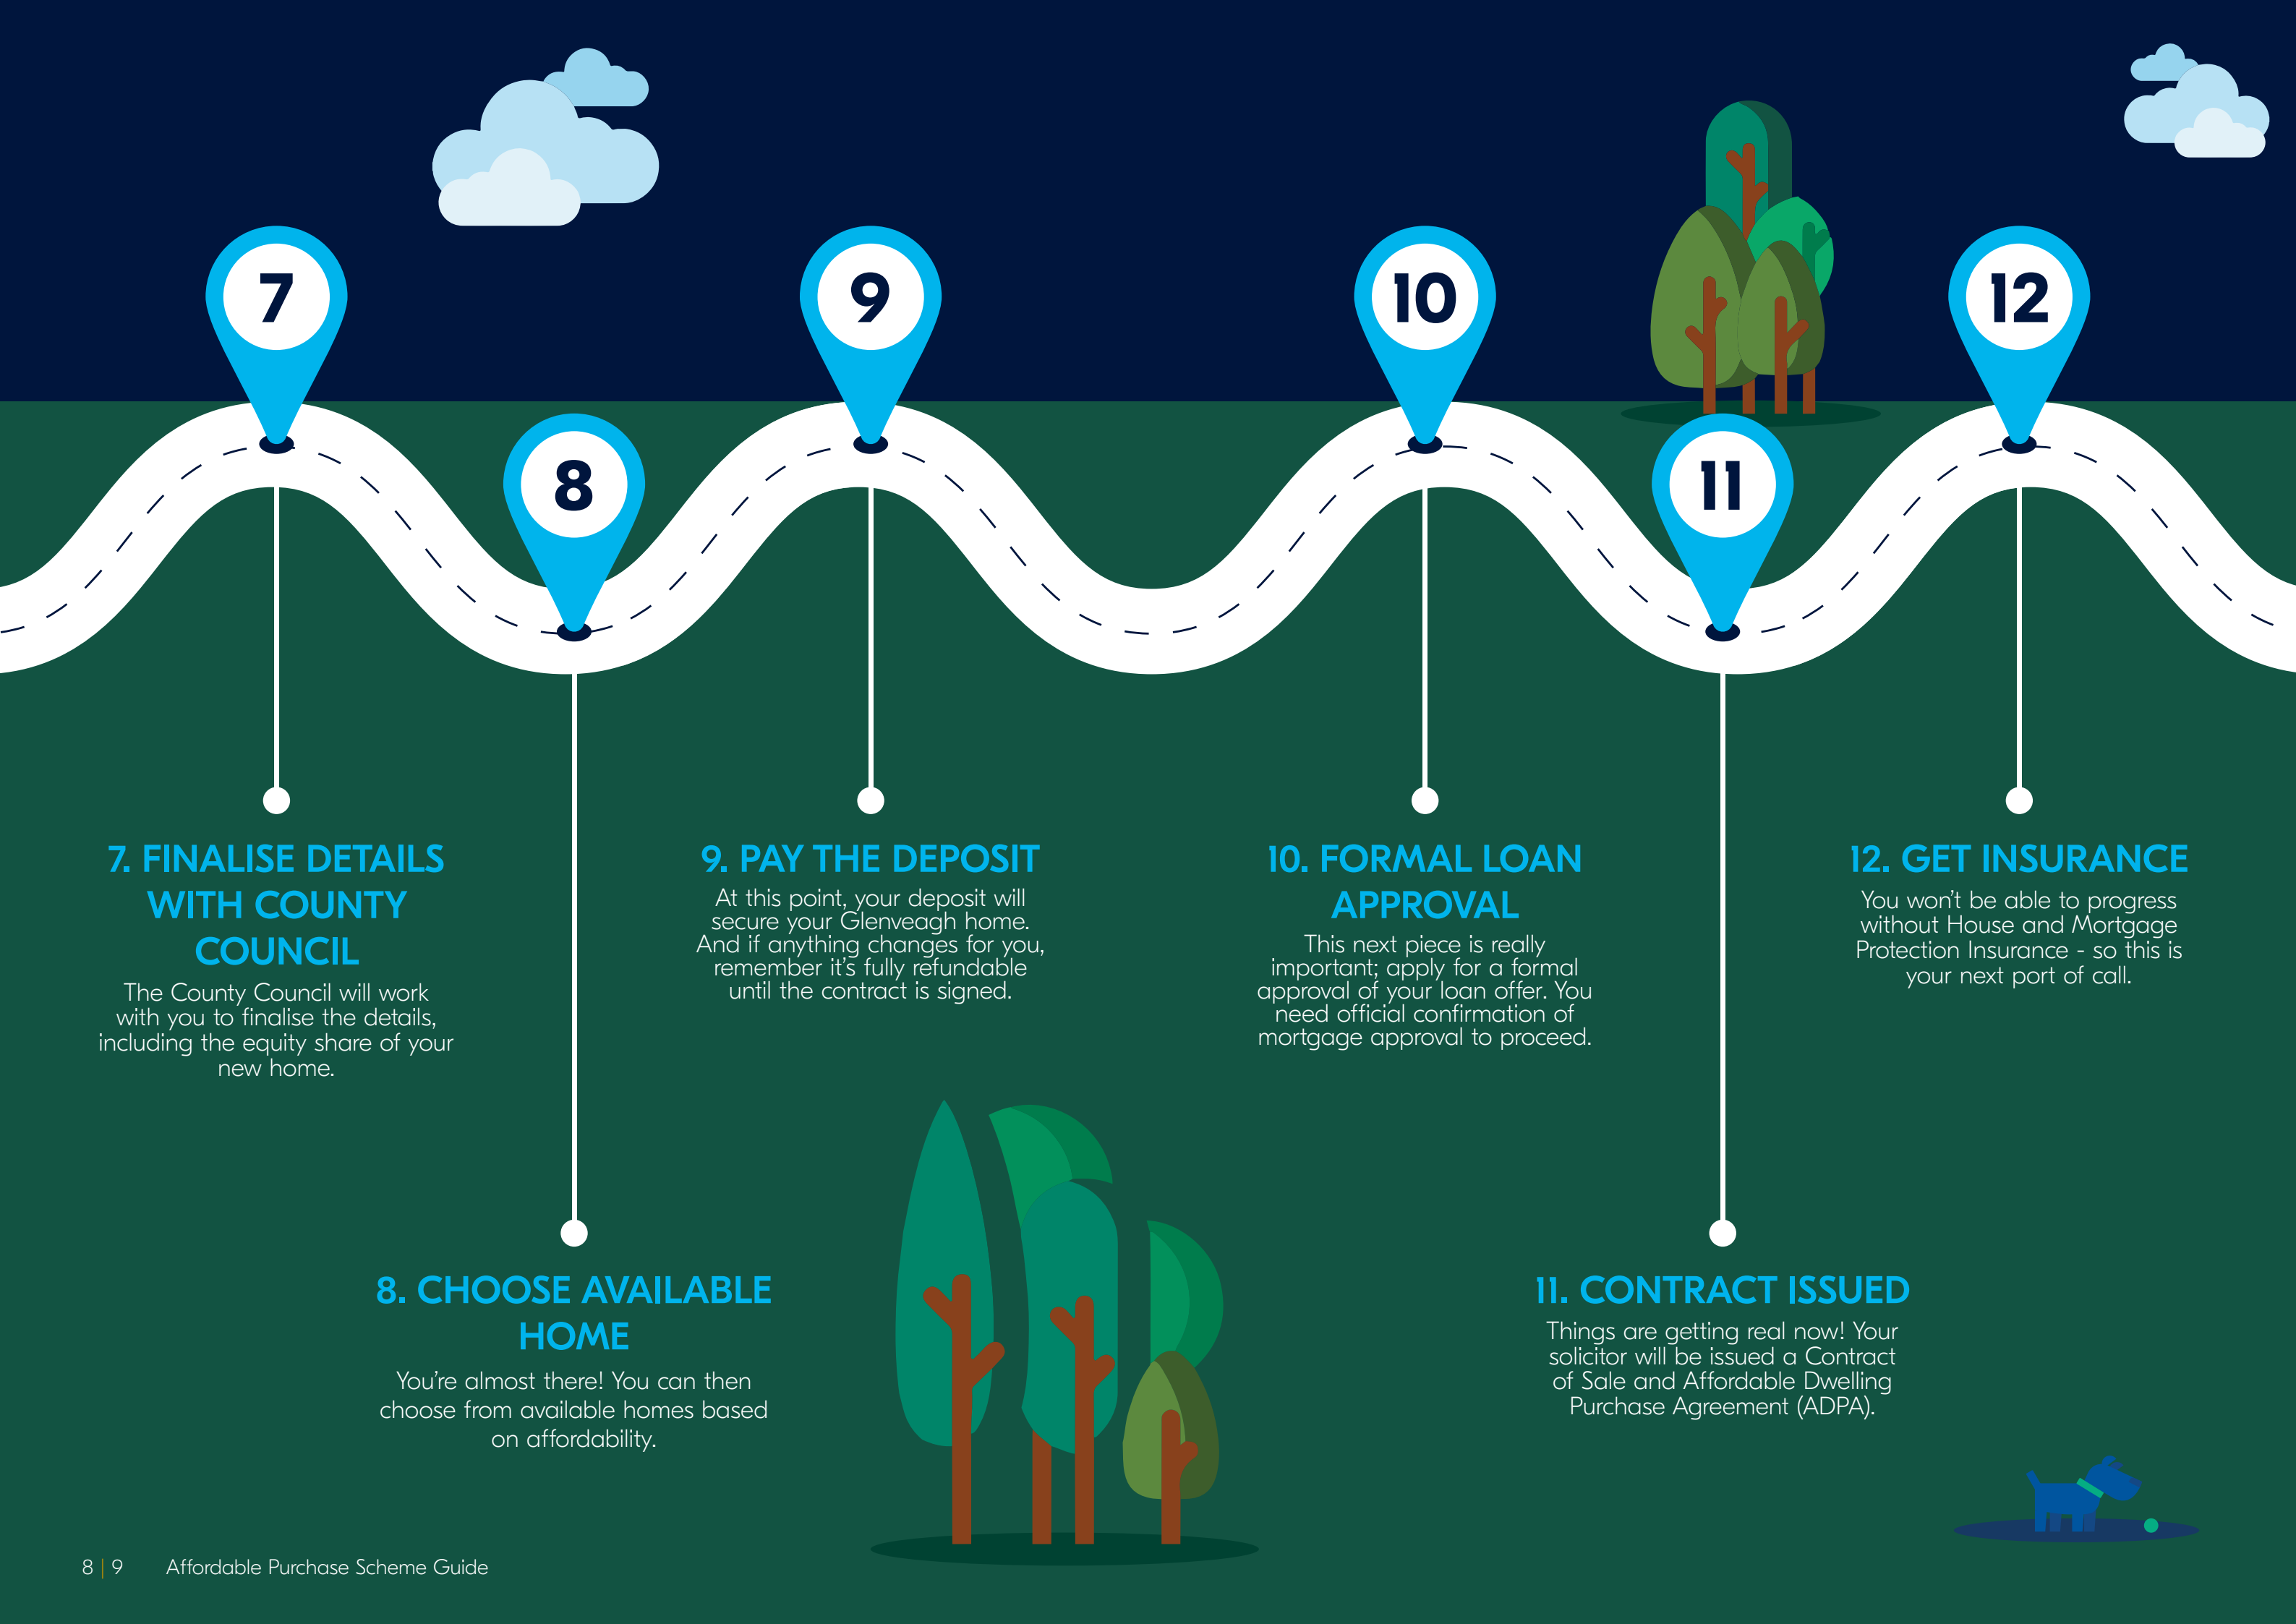 7
8
9
10
11
12
7. FINALISE DETAILS
WITH COUNTY
COUNCIL
The County Council will work
with you to finalise the details,
including the equity share of your
new home.
8. CHOOSE AVAILABLE
HOME
You're almost there! You can then
choose from available homes based
on affordability.
9. PAY THE DEPOSIT
At this point, your deposit will
secure your Glenveagh home.
And if anything changes for you,
remember it's fully refundable
until the contract is signed.
10. FORMAL LOAN
APPROVAL
This next piece is really
important; apply for a formal
approval of your loan offer. You
need official confirmation of
mortgage approval to proceed.
11. CONTRACT ISSUED
Things are getting real now! Your
solicitor will be issued a Contract
of Sale and Affordable Dwelling
Purchase Agreement (ADPA).
12. GET INSURANCE
You won't be able to progress
without House and Mortgage
Protection Insurance - so this is
your next port of call.
8 | 9 Affordable Purchase Scheme Guide